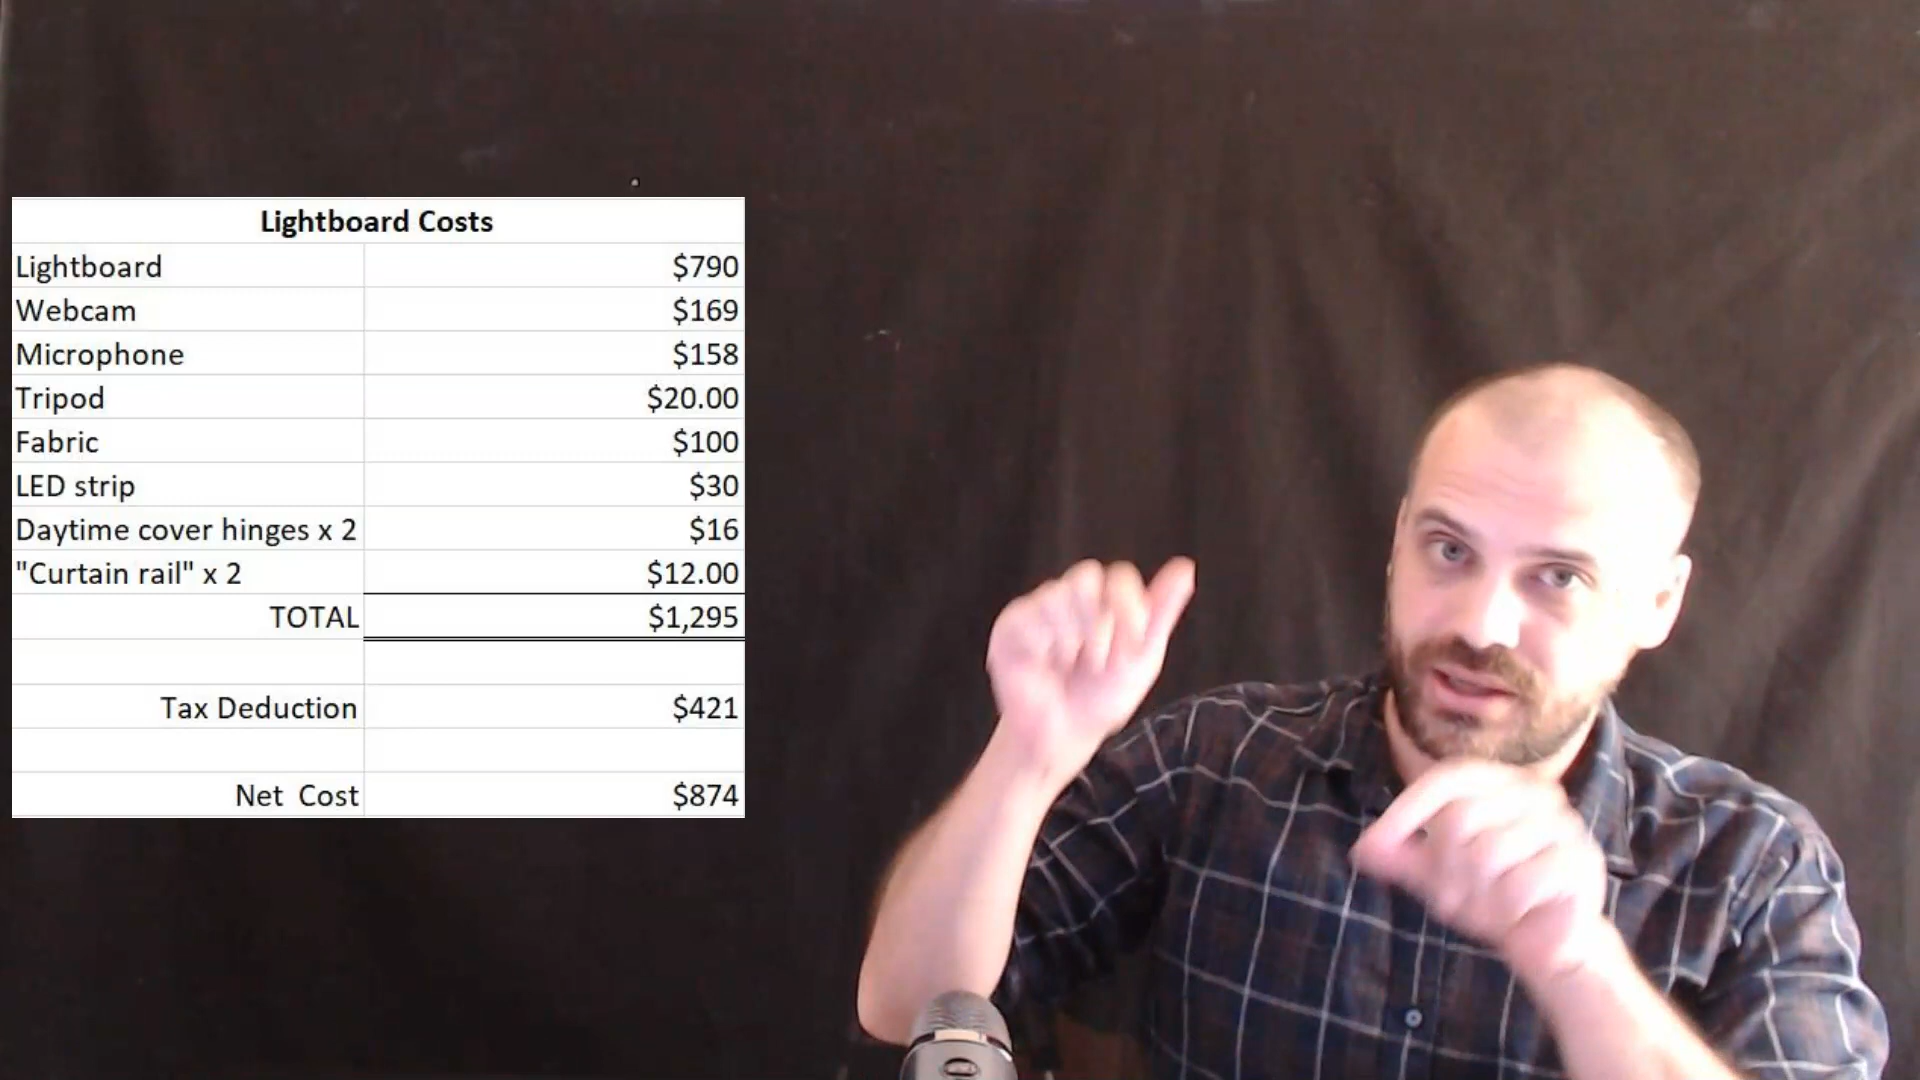 Lightboard Costs
Lightboard $790
Webcam $169
Microphone $158
Tripod $20.00
Fabric $100
LED strip $30
Daytime cover hinges x 2 $16
"Curtain rail" x 2 $12.00
TOTAL $1,295
Tax Deduction $421
Net Cost $874